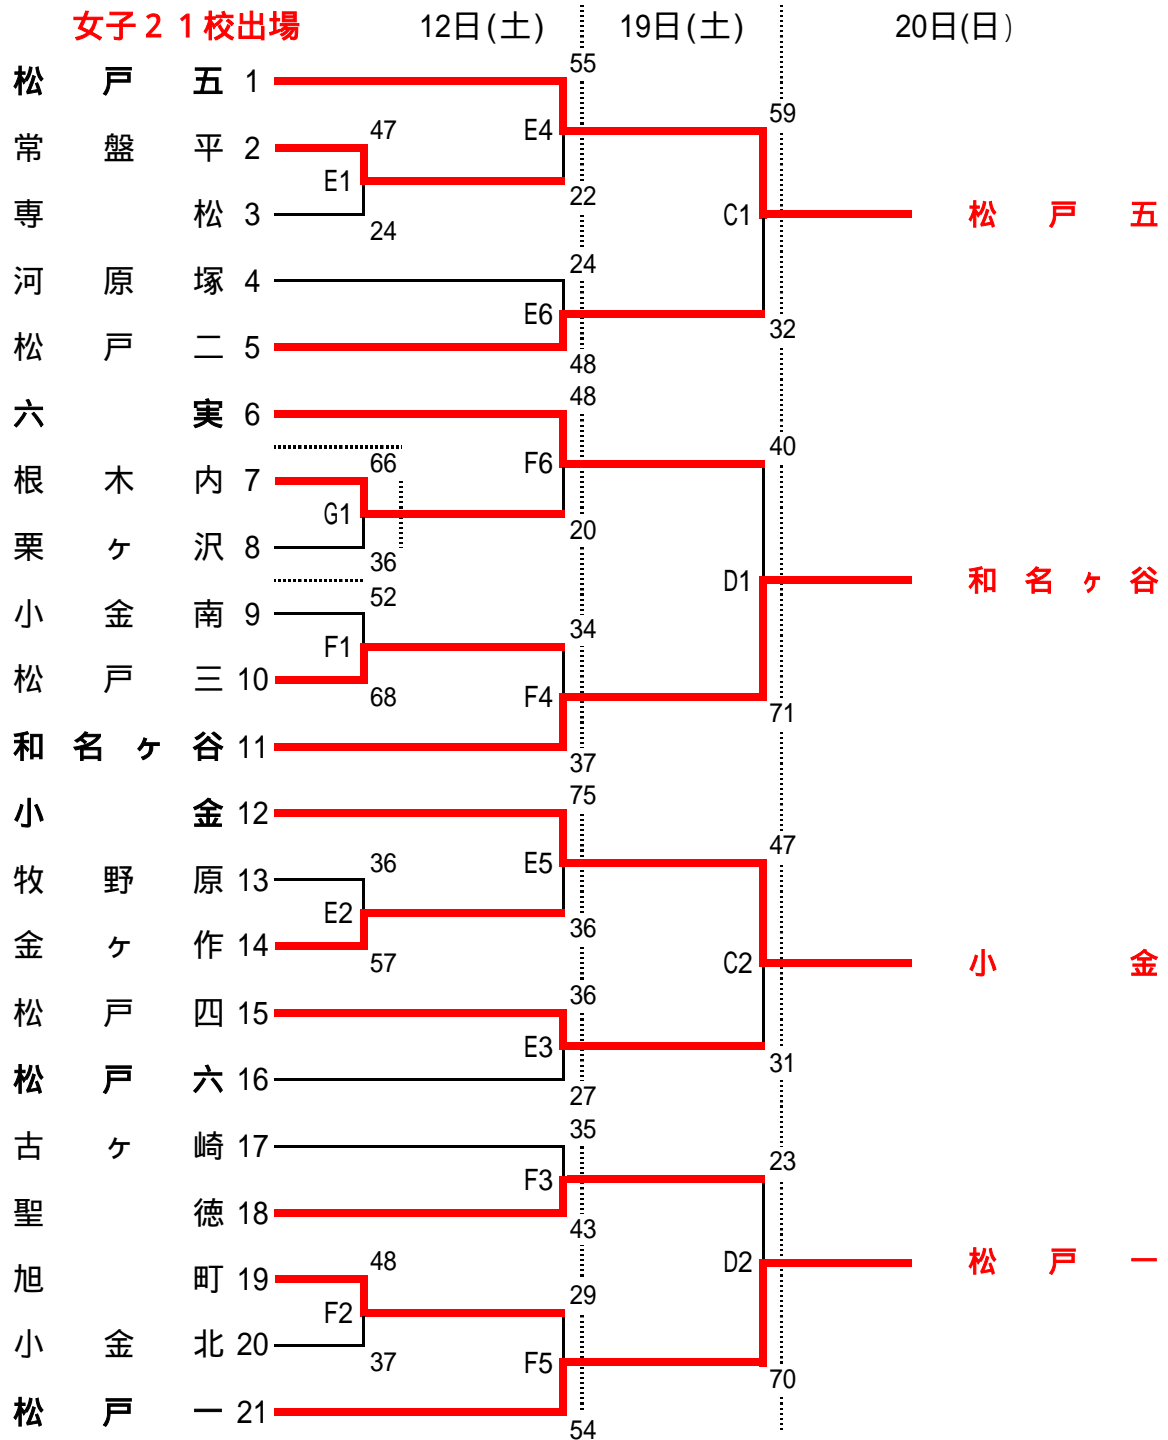 女子２１校出場 12日(土) 19日(土) 20日(日)
55
松戸五 1
59
47 E4
常盤平 2
E1
22
専松 3 C1 松戸五
24
24
河原塚 4
E6
32
松戸二 5
48
48
六実 6
40
66 F6
根木内 7
G1
20
栗ヶ沢 8
36
D1 和名ヶ谷
52
小金南 9
34
F1
松戸三 10
68 F4
71
和名ヶ谷 11
37
75
小金 12
47
36 E5
牧野原 13
E2
36
金ヶ作 14
57 C2 小金
36
松戸四 15
E3
31
松戸六 16
27
35
古ヶ崎 17
23
F3
聖徳 18
43
48 D2 松戸一
旭町 19
29
F2
小金北 20
37 F5
70
松戸一 21
54